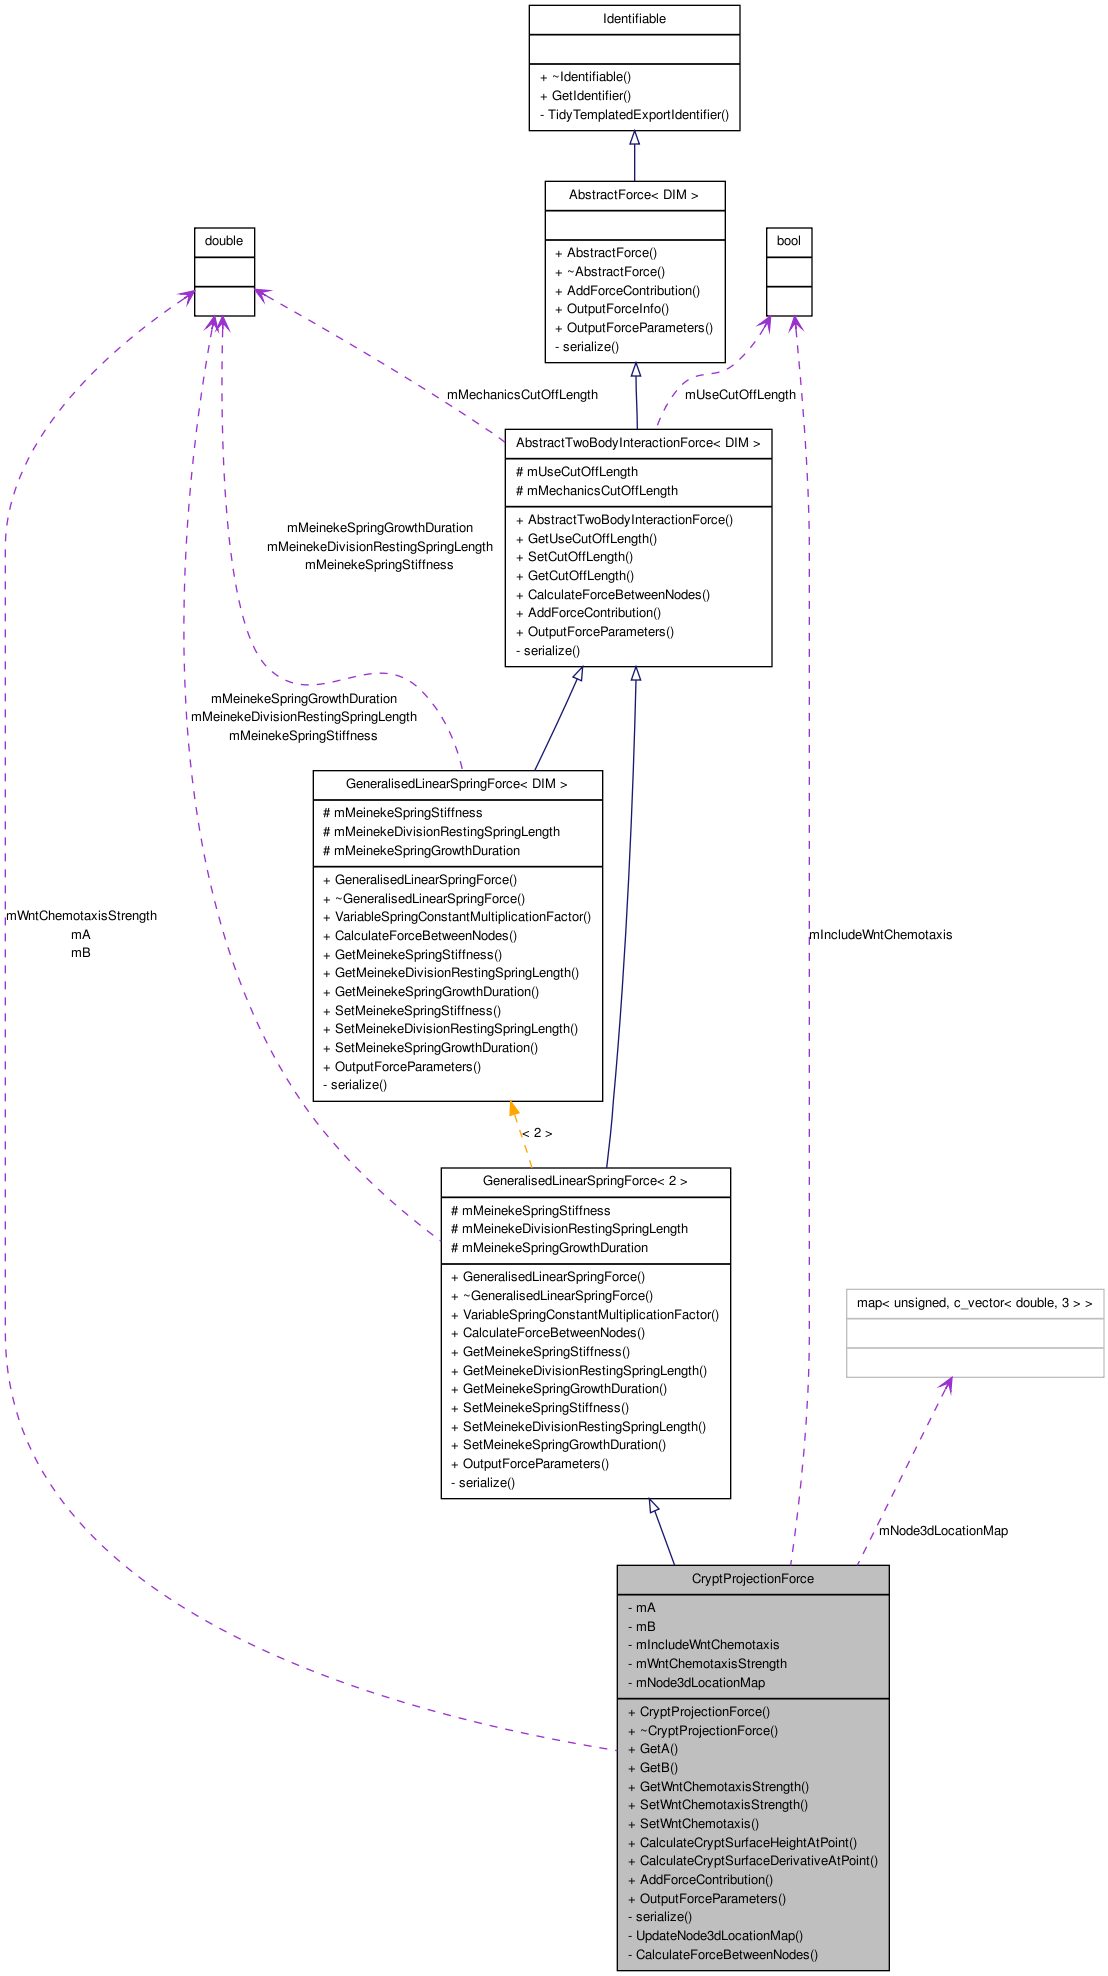 Identifiable
+ ~Identifiable()
+ GetIdentifier()
- TidyTemplatedExportIdentifier()
AbstractForce< DIM >
+ AbstractForce()
+ ~AbstractForce()
+ AddForceContribution()
+ OutputForceInfo()
+ OutputForceParameters()
- serialize()
double
bool
mMechanicsCutOffLength
mUseCutOffLength
AbstractTwoBodyInteractionForce< DIM >
# mUseCutOffLength
# mMechanicsCutOffLength
+ AbstractTwoBodyInteractionForce()
+ GetUseCutOffLength()
+ SetCutOffLength()
+ GetCutOffLength()
+ CalculateForceBetweenNodes()
+ AddForceContribution()
+ OutputForceParameters()
- serialize()
mMeinekeSpringGrowthDuration
mMeinekeDivisionRestingSpringLength
mMeinekeSpringStiffness
mMeinekeSpringGrowthDuration
mMeinekeDivisionRestingSpringLength
mMeinekeSpringStiffness
GeneralisedLinearSpringForce< DIM >
# mMeinekeSpringStiffness
# mMeinekeDivisionRestingSpringLength
# mMeinekeSpringGrowthDuration
+ GeneralisedLinearSpringForce()
+ ~GeneralisedLinearSpringForce()
+ VariableSpringConstantMultiplicationFactor()
+ CalculateForceBetweenNodes()
+ GetMeinekeSpringStiffness()
+ GetMeinekeDivisionRestingSpringLength()
+ GetMeinekeSpringGrowthDuration()
+ SetMeinekeSpringStiffness()
+ SetMeinekeDivisionRestingSpringLength()
+ SetMeinekeSpringGrowthDuration()
+ OutputForceParameters()
- serialize()
mWntChemotaxisStrength
mA
mB
mIncludeWntChemotaxis
< 2 >
GeneralisedLinearSpringForce< 2 >
# mMeinekeSpringStiffness
# mMeinekeDivisionRestingSpringLength
# mMeinekeSpringGrowthDuration
+ GeneralisedLinearSpringForce()
+ ~GeneralisedLinearSpringForce()
+ VariableSpringConstantMultiplicationFactor()
+ CalculateForceBetweenNodes()
+ GetMeinekeSpringStiffness()
+ GetMeinekeDivisionRestingSpringLength()
+ GetMeinekeSpringGrowthDuration()
+ SetMeinekeSpringStiffness()
+ SetMeinekeDivisionRestingSpringLength()
+ SetMeinekeSpringGrowthDuration()
+ OutputForceParameters()
- serialize()
map< unsigned, c_vector< double, 3 > >
mNode3dLocationMap
CryptProjectionForce
- mA
- mB
- mIncludeWntChemotaxis
- mWntChemotaxisStrength
- mNode3dLocationMap
+ CryptProjectionForce()
+ ~CryptProjectionForce()
+ GetA()
+ GetB()
+ GetWntChemotaxisStrength()
+ SetWntChemotaxisStrength()
+ SetWntChemotaxis()
+ CalculateCryptSurfaceHeightAtPoint()
+ CalculateCryptSurfaceDerivativeAtPoint()
+ AddForceContribution()
+ OutputForceParameters()
- serialize()
- UpdateNode3dLocationMap()
- CalculateForceBetweenNodes()